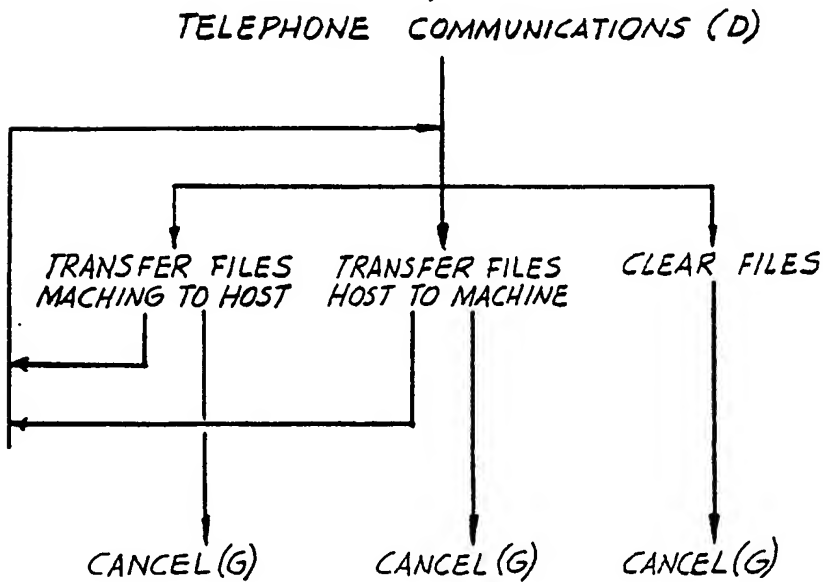 TELEPHONE COMMUNICATIONS (D)
TRANSFER FILES
MACHING TO HOST
TRANSFER FILES
HOST TO MACHINE
CLEAR FILES
CANCEL(G)
CANCEL(G)
CANCEL(G)